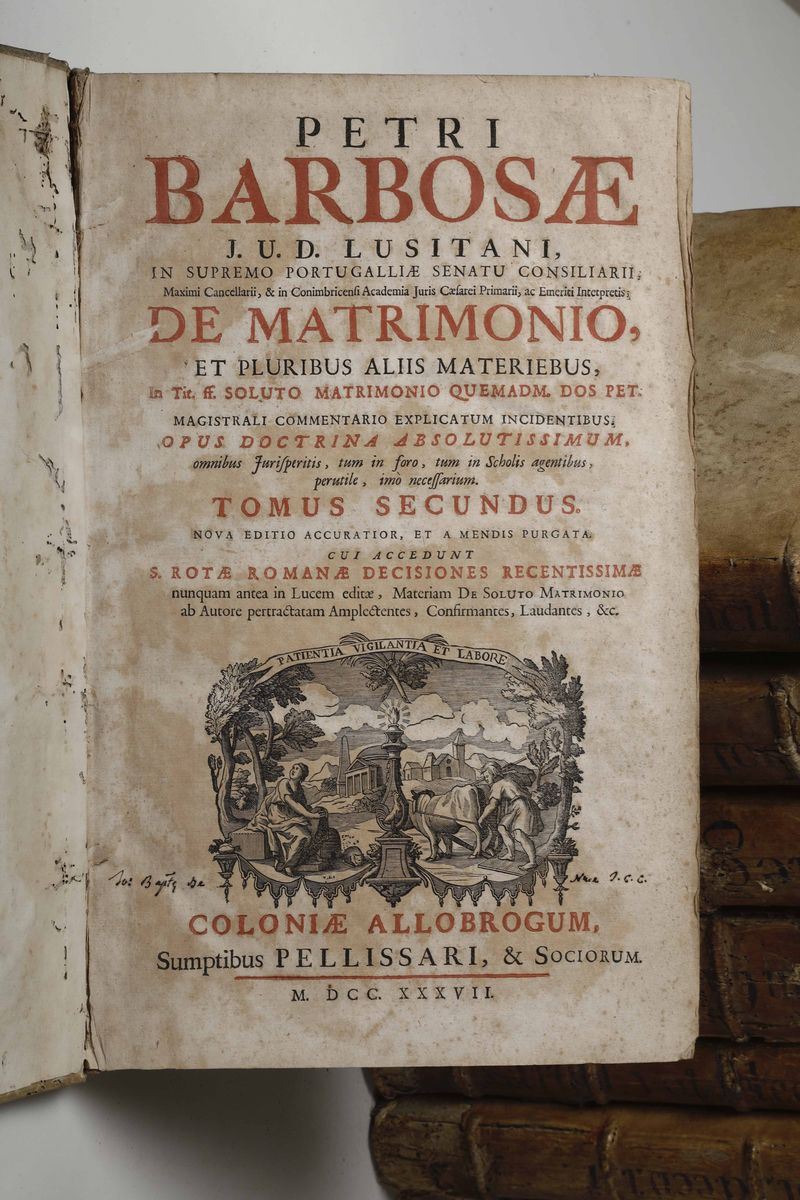 PETRI
BARBOSÆ
J. U. D. LUSITANI,
IN SUPREMO PORTUGALLIÆ SENATU CONSILIARII;
Maximi Cancellarii, & in Conimbricenſi Academia Juris Cæſarei Primarii, ac Emeriti Interpretis;
DE MATRIMONIO,
ET PLURIBUS ALIIS MATERIEBUS,
In Tit. ff. SOLUTO MATRIMONIO QUEMADM. DOS PET.
MAGISTRALI COMMENTARIO EXPLICATUM INCIDENTIBUS;
OPUS DOCTRINA ABSOLUTISSIMUM,
omnibus Juriſperitis, tum in foro, tum in Scholis agentibus,
perutile, imo neceſſarium.
TOMUS SECUNDUS.
NOVA EDITIO ACCURATIOR, ET A MENDIS PURGATA;
CUI ACCEDUNT
S. ROTÆ ROMANÆ DECISIONES RECENTISSIMÆ
nunquam antea in Lucem editæ, Materiam DE SOLUTO MATRIMONIO
ab Autore pertractatam Amplectentes, Confirmantes, Laudantes, &c.
PATIENTIA VIGILANTIA ET LABORE
COLONIÆ ALLOBROGUM,
Sumptibus PELLISSARI, & SOCIORUM.
M. DCC. XXXVII.